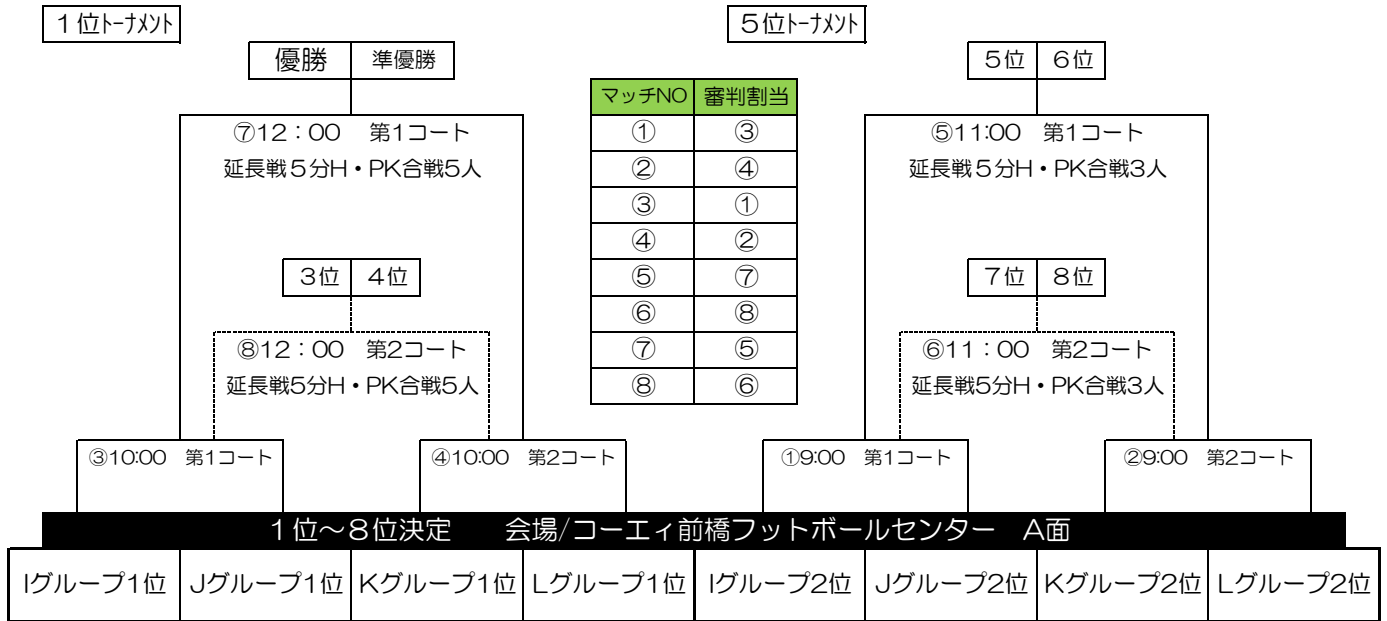 １位ﾄｰﾅﾒﾝﾄ
５位ﾄｰﾅﾒﾝﾄ
優勝 準優勝
５位 ６位
マッチNO 審判割当
① ③
② ④
③ ①
④ ②
⑤ ⑦
⑥ ⑧
⑦ ⑤
⑧ ⑥
⑦12：00 第1コート
延長戦５分H・PK合戦5人
⑤11:00 第1コート
延長戦５分H・PK合戦3人
３位 ４位
７位 ８位
⑧12：00 第2コート
延長戦5分H・PK合戦5人
⑥11：00 第2コート
延長戦5分H・PK合戦3人
③10:00 第1コート
④10:00 第2コート
①9:00 第1コート
②9:00 第2コート
１位～８位決定 会場/コーエィ前橋フットボールセンター A面
Iグループ1位 Jグループ1位 Kグループ1位 Lグループ1位 Iグループ2位 Jグループ2位 Kグループ2位 Lグループ2位